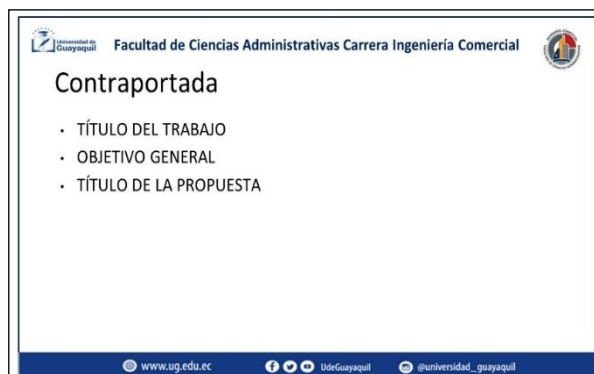 Universidad de
Guayaquil
Facultad de Ciencias Administrativas Carrera Ingeniería Comercial
Contraportada
• TÍTULO DEL TRABAJO
• OBJETIVO GENERAL
• TÍTULO DE LA PROPUESTA
www.ug.edu.ec UdeGuayaquil @universidad_guayaquil